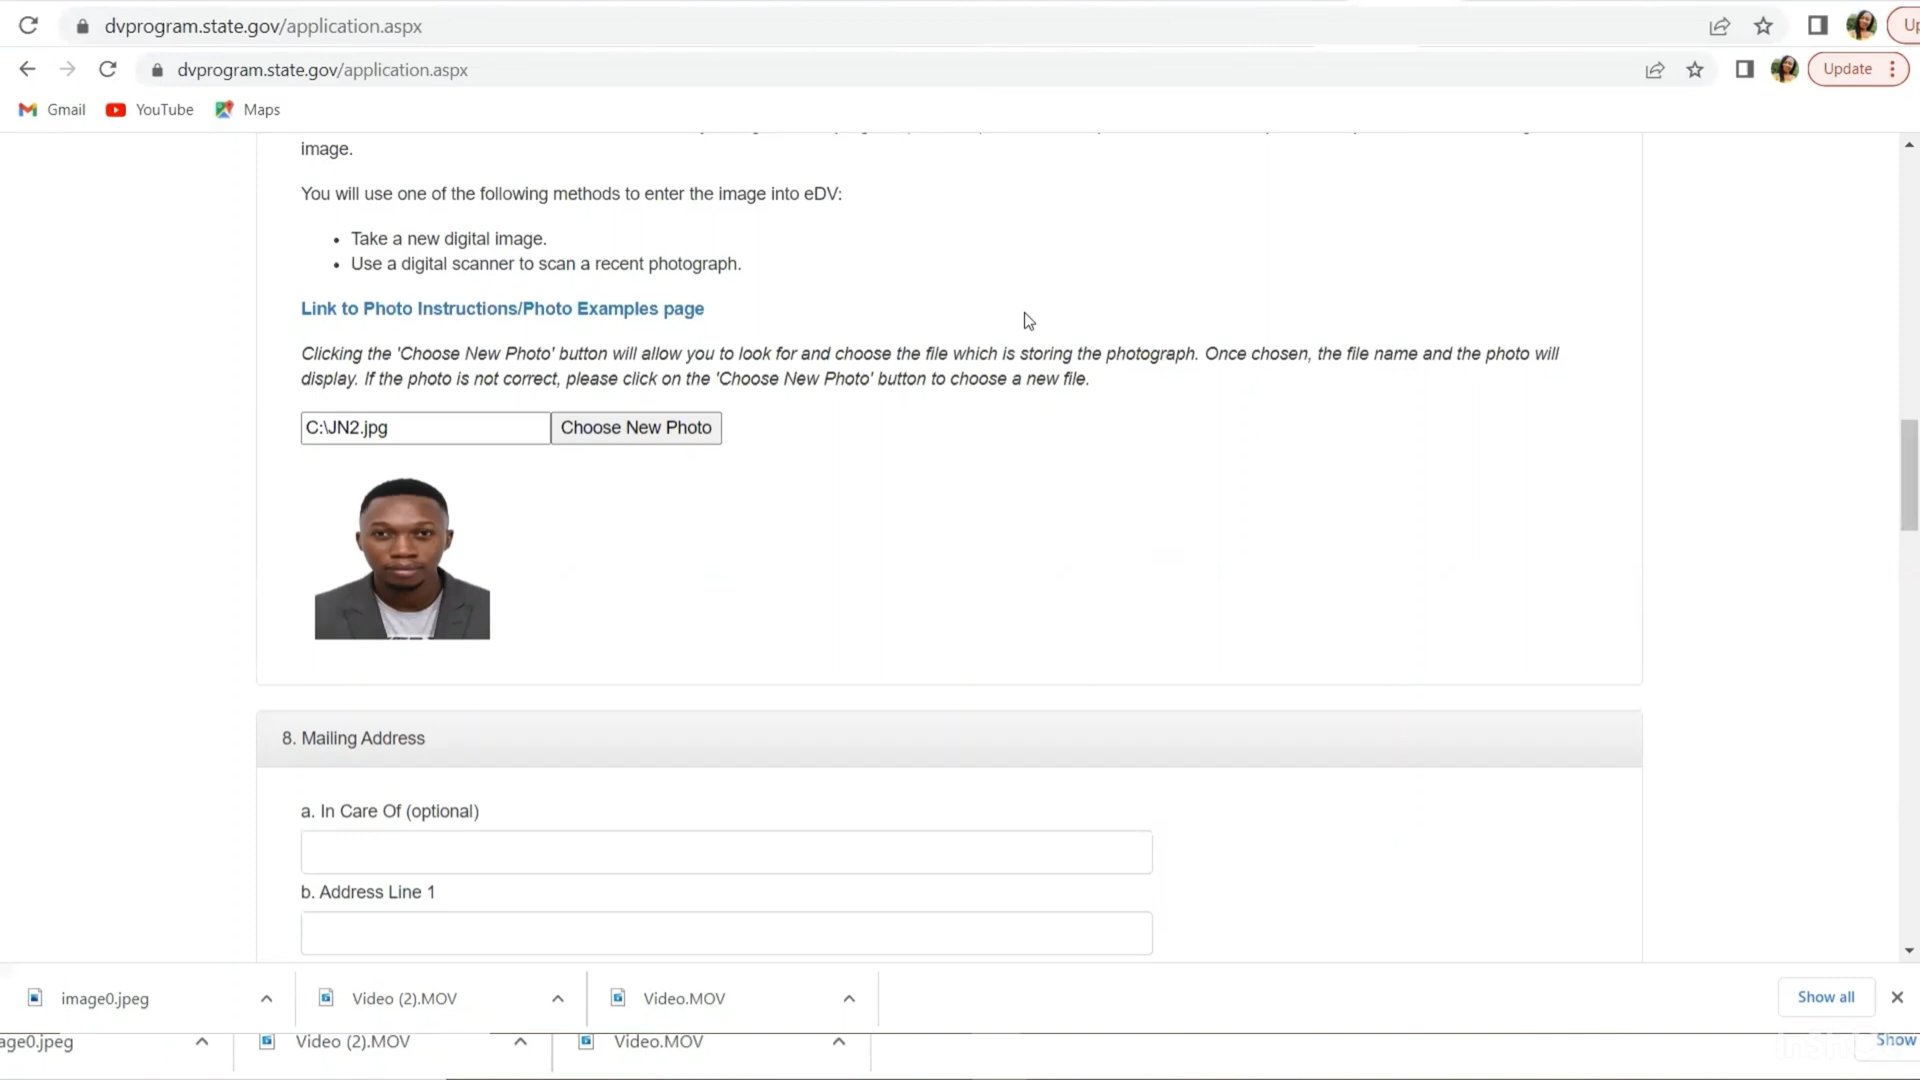 dvprogram.state.gov/application.aspx
Up
dvprogram.state.gov/application.aspx
Update
Gmail YouTube Maps
image.
You will use one of the following methods to enter the image into eDV:
• Take a new digital image.
• Use a digital scanner to scan a recent photograph.
Link to Photo Instructions/Photo Examples page
Clicking the 'Choose New Photo' button will allow you to look for and choose the file which is storing the photograph. Once chosen, the file name and the photo will
display. If the photo is not correct, please click on the 'Choose New Photo' button to choose a new file.
C:\JN2.jpg Choose New Photo
8. Mailing Address
a. In Care Of (optional)
b. Address Line 1
image0.jpeg Video (2).MOV Video.MOV Show all
age0.jpeg Video (2).MOV Video.MOV Show